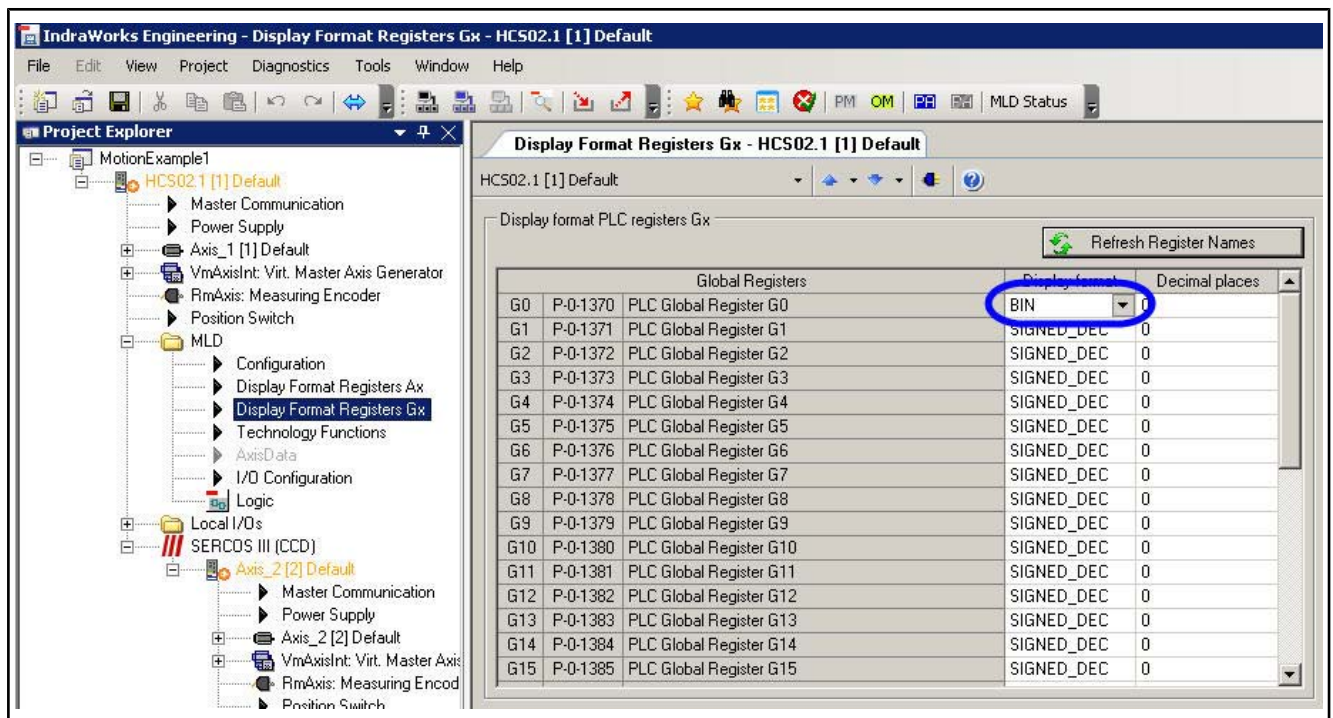 IndraWorks Engineering - Display Format Registers Gx - HCS02.1 [1] Default
File Edit View Project Diagnostics Tools Window Help
PM OM MLD Status
Project Explorer
MotionExample1
HCS02.1 [1] Default
Master Communication
Power Supply
Axis_1 [1] Default
VmAxisInt: Virt. Master Axis Generator
RmAxis: Measuring Encoder
Position Switch
MLD
Configuration
Display Format Registers Ax
Display Format Registers Gx
Technology Functions
AxisData
I/O Configuration
Logic
Local I/Os
SERCOS III (CCD)
Axis_2 [2] Default
Master Communication
Power Supply
Axis_2 [2] Default
VmAxisInt: Virt. Master Axis
RmAxis: Measuring Encod
Position Switch
Display Format Registers Gx - HCS02.1 [1] Default
HCS02.1 [1] Default
Display format PLC registers Gx
Refresh Register Names
Global Registers Display format Decimal places
G0 P-0-1370 PLC Global Register G0 BIN 0
G1 P-0-1371 PLC Global Register G1 SIGNED_DEC 0
G2 P-0-1372 PLC Global Register G2 SIGNED_DEC 0
G3 P-0-1373 PLC Global Register G3 SIGNED_DEC 0
G4 P-0-1374 PLC Global Register G4 SIGNED_DEC 0
G5 P-0-1375 PLC Global Register G5 SIGNED_DEC 0
G6 P-0-1376 PLC Global Register G6 SIGNED_DEC 0
G7 P-0-1377 PLC Global Register G7 SIGNED_DEC 0
G8 P-0-1378 PLC Global Register G8 SIGNED_DEC 0
G9 P-0-1379 PLC Global Register G9 SIGNED_DEC 0
G10 P-0-1380 PLC Global Register G10 SIGNED_DEC 0
G11 P-0-1381 PLC Global Register G11 SIGNED_DEC 0
G12 P-0-1382 PLC Global Register G12 SIGNED_DEC 0
G13 P-0-1383 PLC Global Register G13 SIGNED_DEC 0
G14 P-0-1384 PLC Global Register G14 SIGNED_DEC 0
G15 P-0-1385 PLC Global Register G15 SIGNED_DEC 0